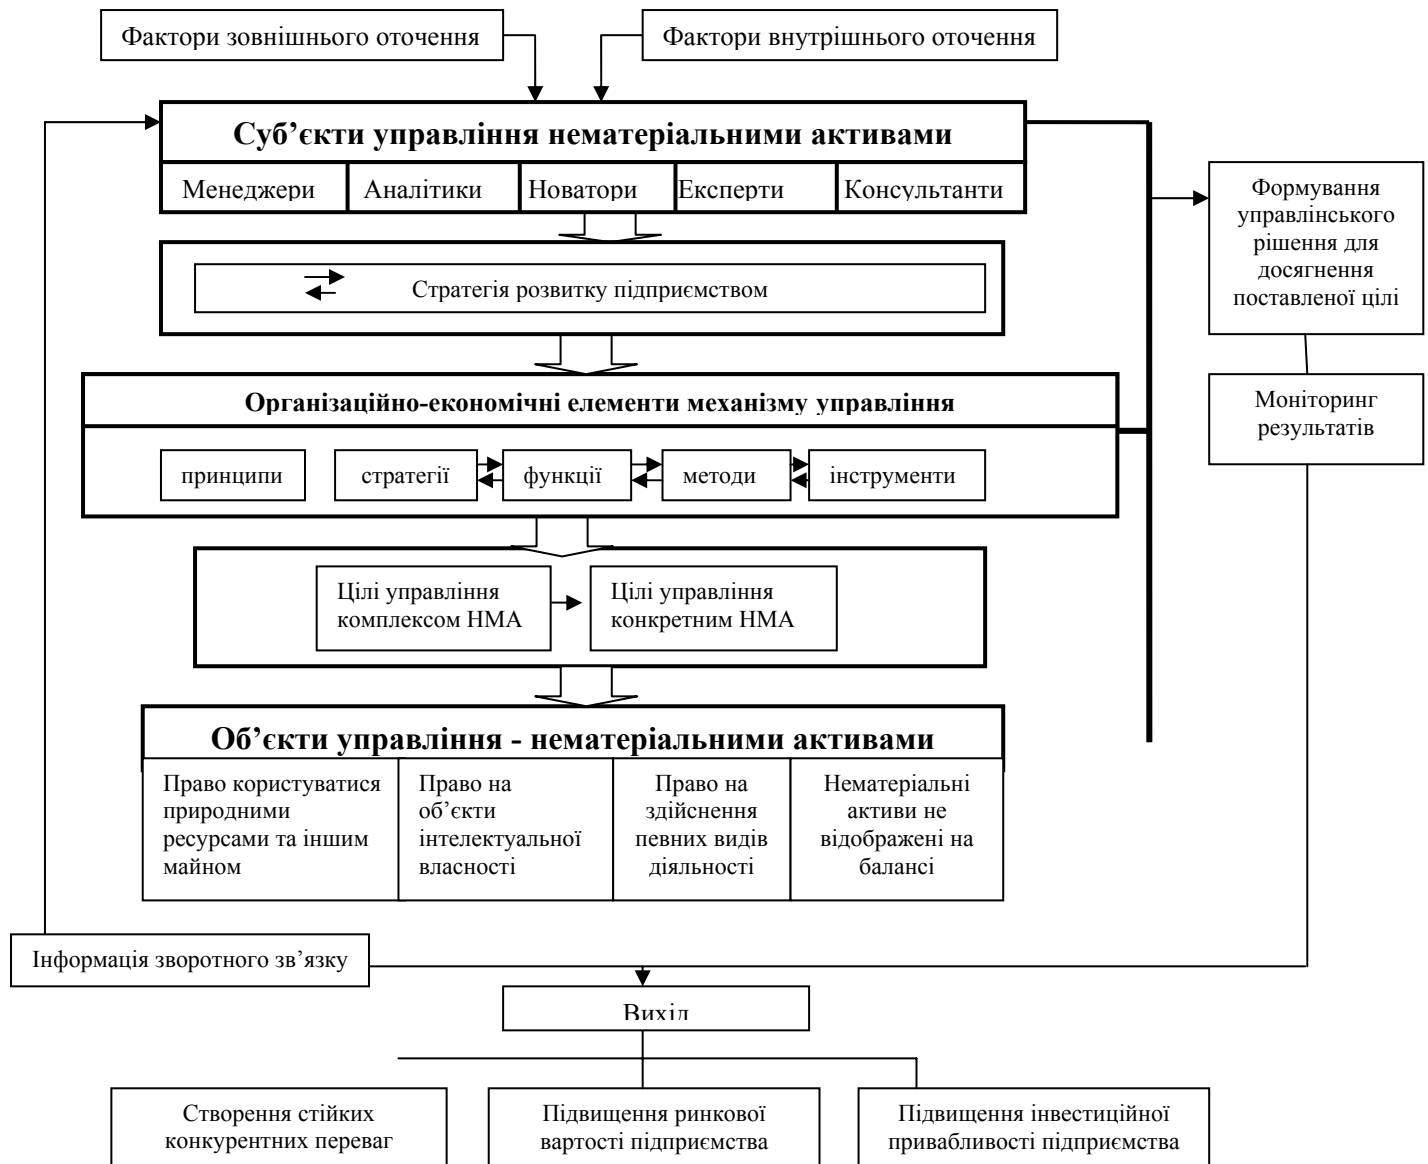 Фактори зовнішнього оточення
Фактори внутрішнього оточення
Суб’єкти управління нематеріальними активами
Менеджери
Аналітики
Новатори
Експерти
Консультанти
Формування
управлінського
рішення для
досягнення
поставленої цілі
Стратегія розвитку підприємством
Організаційно-економічні елементи механізму управління
Моніторинг
результатів
принципи
стратегії
функції
методи
інструменти
Цілі управління
комплексом НМА
Цілі управління
конкретним НМА
Об’єкти управління - нематеріальними активами
Право користуватися
природними
ресурсами та іншим
майном
Право на
об’єкти
інтелектуальної
власності
Право на
здійснення
певних видів
діяльності
Нематеріальні
активи не
відображені на
балансі
Інформація зворотного зв’язку
Вихід
Створення стійких
конкурентних переваг
Підвищення ринкової
вартості підприємства
Підвищення інвестиційної
привабливості підприємства